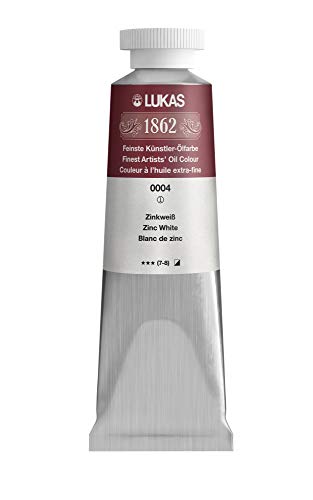 LUKAS
1862
Feinste Künstler-Ölfarbe
Finest Artists' Oil Colour
Couleur à l'huile extra-fine
0004
1
Zinkweiß
Zinc White
Blanc de zinc
★★★ (7-8)